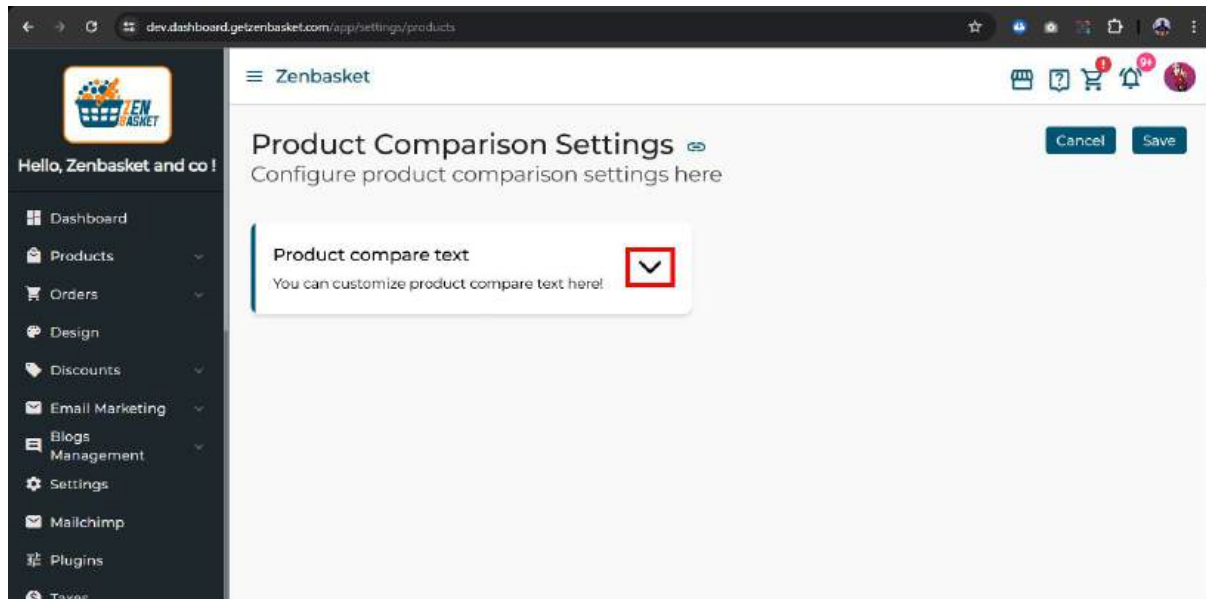 dev.dashboard.getzenbasket.com/app/settings/products
ZEN
BASKET
Hello, Zenbasket and co !
Dashboard
Products
Orders
Design
Discounts
Email Marketing
Blogs
Management
Settings
Mailchimp
Plugins
Taxes
Zenbasket
9+
Product Comparison Settings
Configure product comparison settings here
Cancel
Save
Product compare text
You can customize product compare text here!